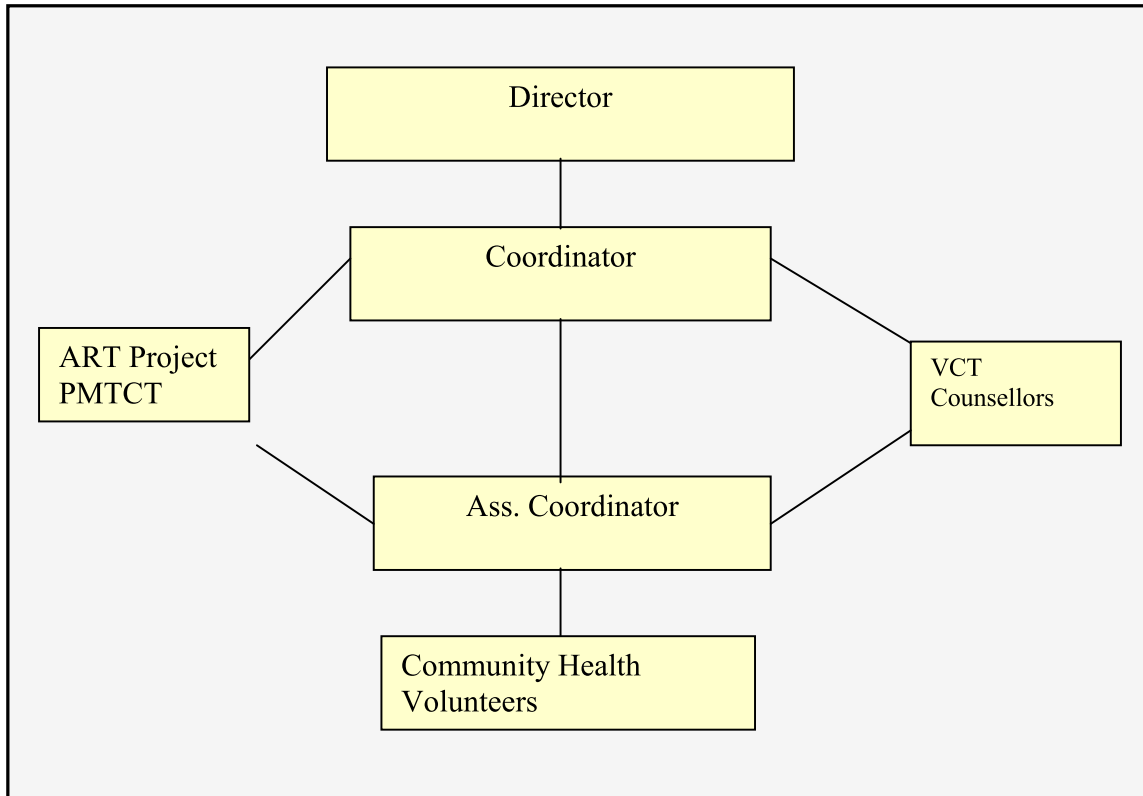 Director
Coordinator
ART Project
PMTCT
VCT
Counsellors
Ass. Coordinator
Community Health
Volunteers